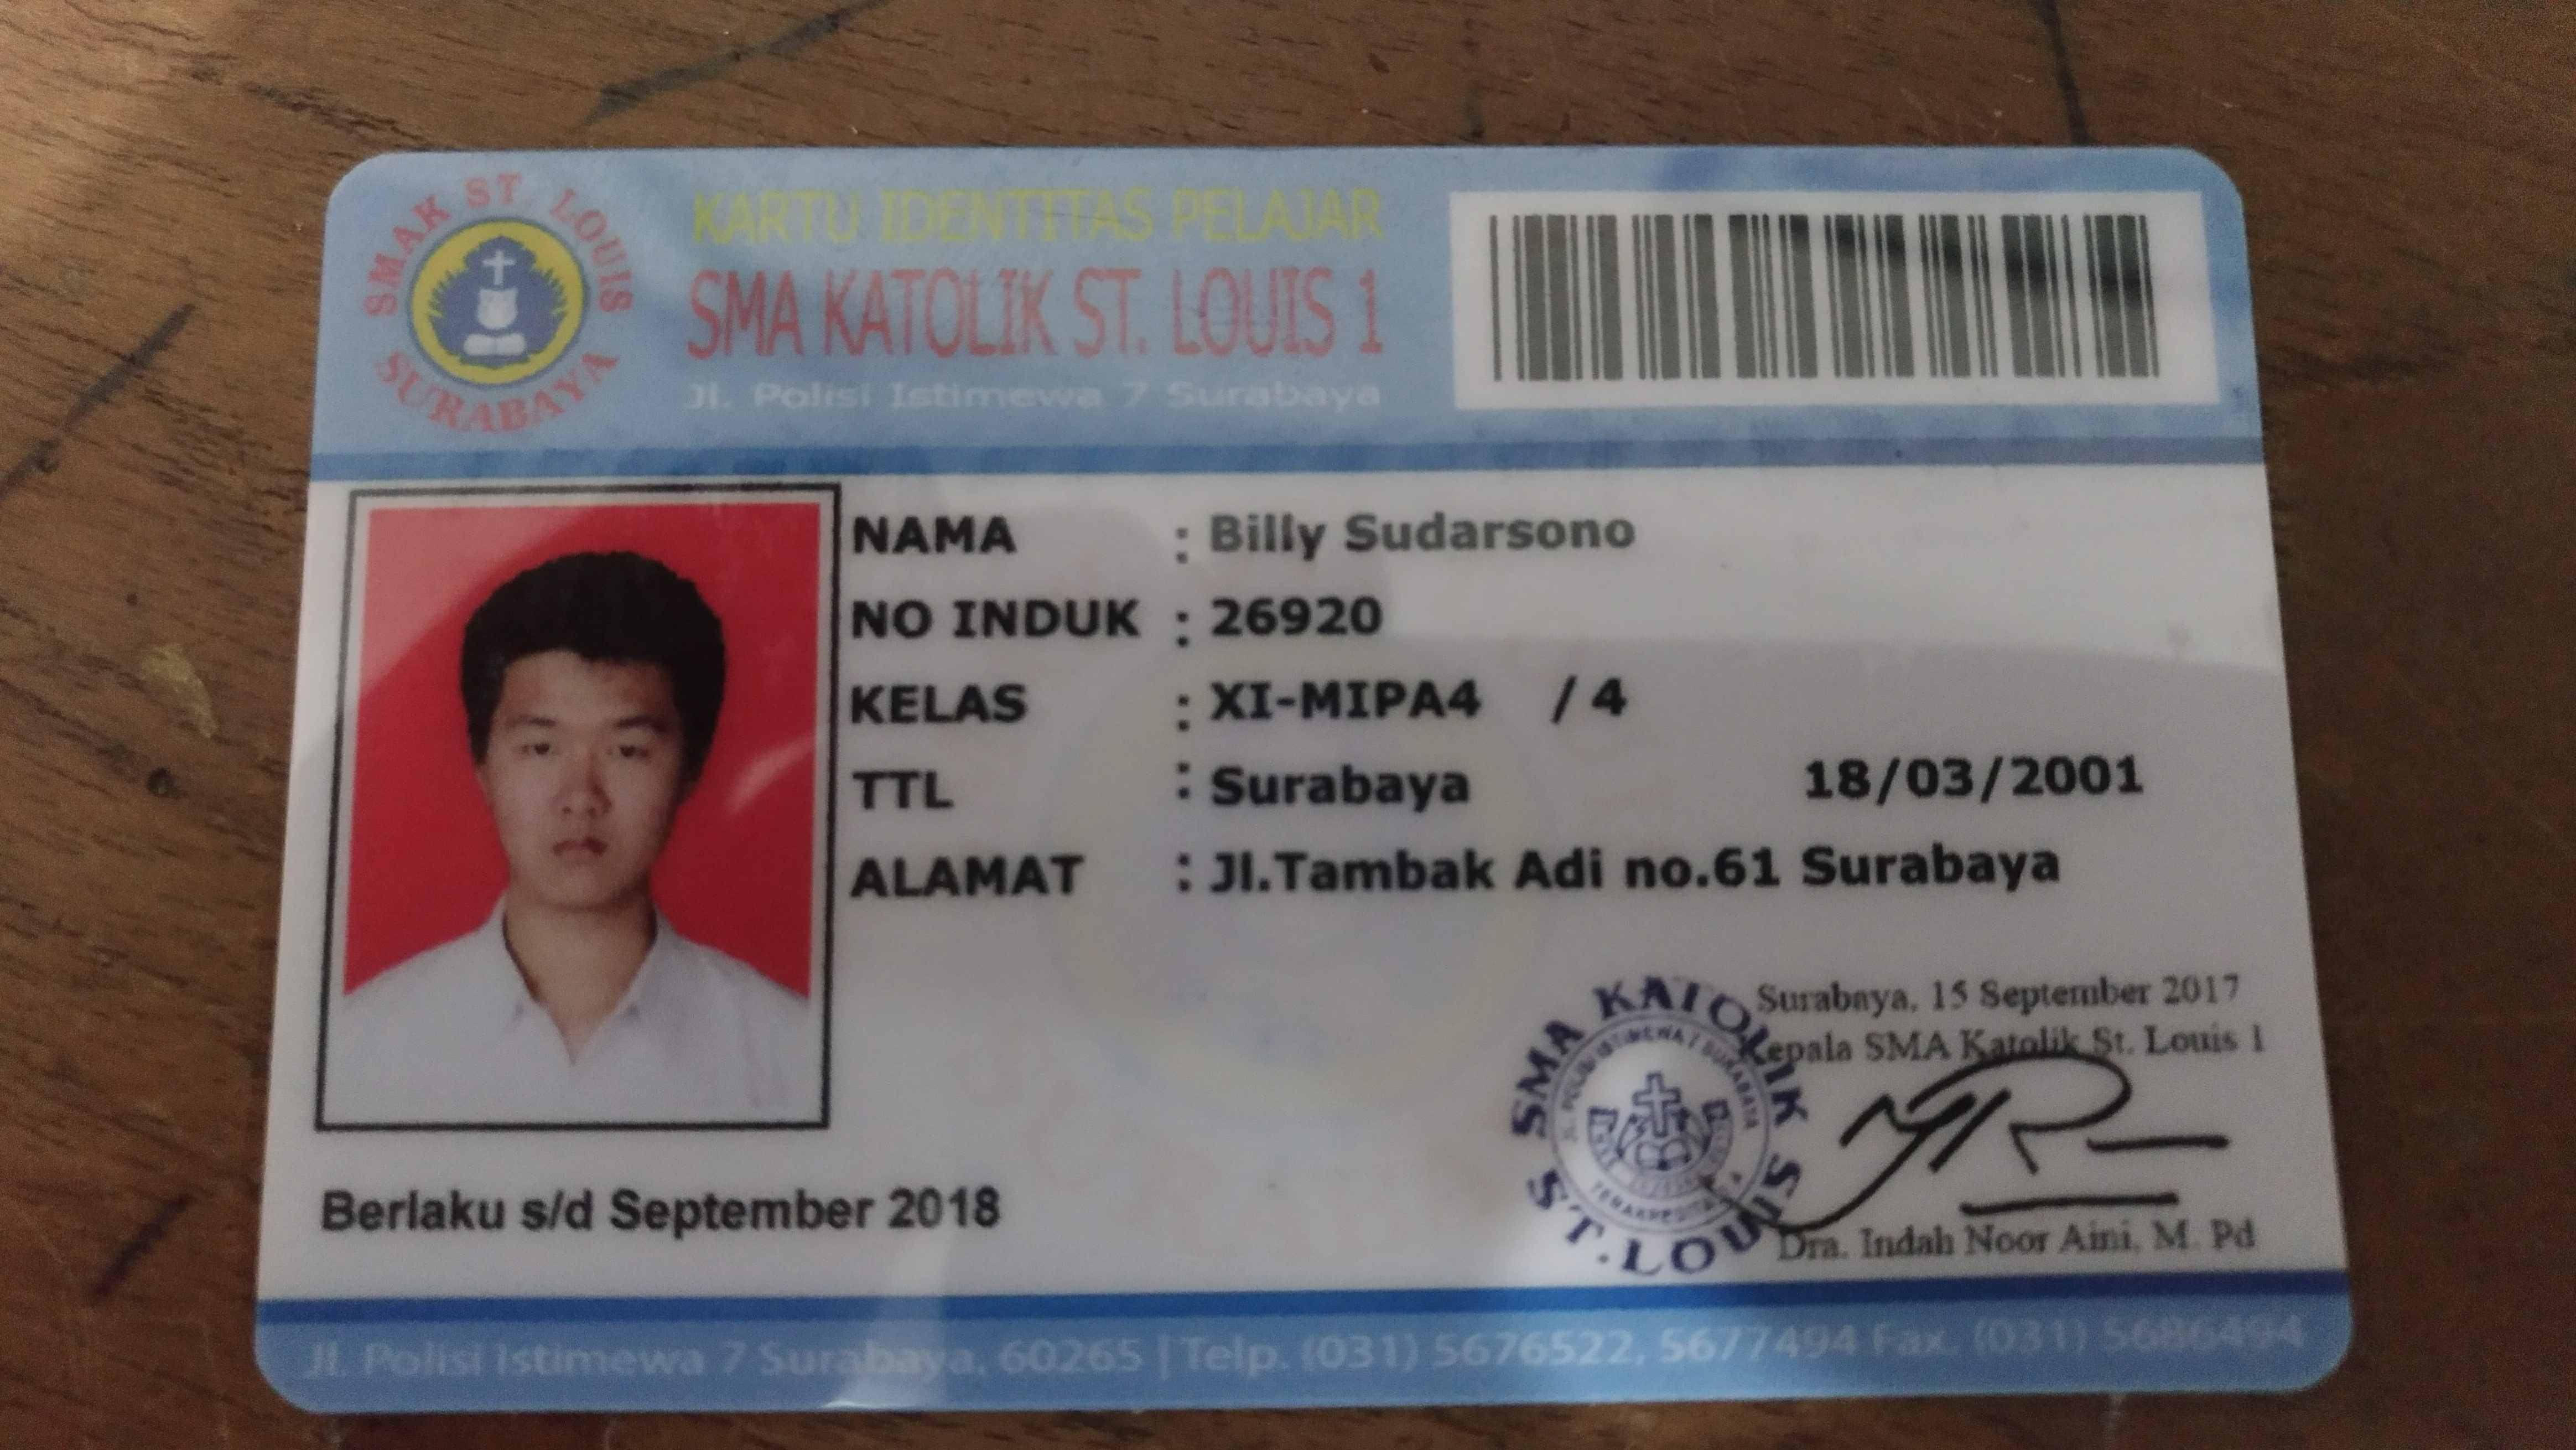 SMAK ST. LOUIS
SURABAYA
KARTU IDENTITAS PELAJAR
SMA KATOLIK ST. LOUIS 1
Jl. Polisi Istimewa 7 Surabaya
NAMA : Billy Sudarsono
NO INDUK : 26920
KELAS : XI-MIPA4 / 4
TTL : Surabaya 18/03/2001
ALAMAT : Jl.Tambak Adi no.61 Surabaya
Surabaya, 15 September 2017
Kepala SMA Katolik St. Louis 1
SMA KATOLIK
ST. LOUIS
JL POLISI ISTIMEWA 7 SURABAYA
Dra. Indah Noor Aini, M. Pd
Berlaku s/d September 2018
Jl. Polisi Istimewa 7 Surabaya, 60265 | Telp. (031) 5676522, 5677494 Fax. (031) 5686494